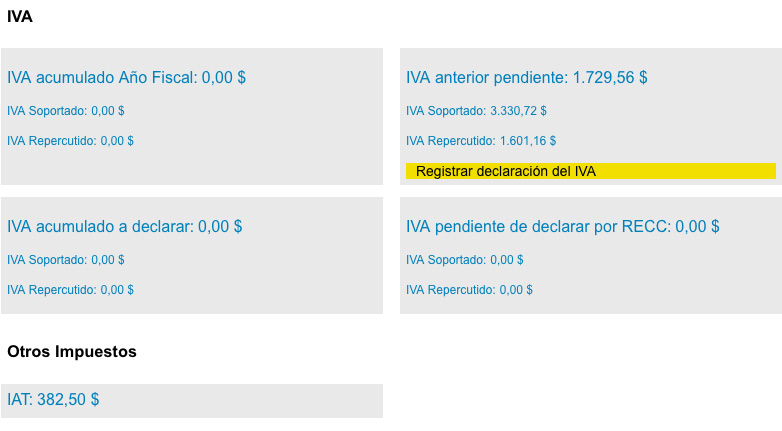 IVA
IVA acumulado Año Fiscal: 0,00 $
IVA Soportado: 0,00 $
IVA Repercutido: 0,00 $
IVA anterior pendiente: 1.729,56 $
IVA Soportado: 3.330,72 $
IVA Repercutido: 1.601,16 $
Registrar declaración del IVA
IVA acumulado a declarar: 0,00 $
IVA Soportado: 0,00 $
IVA Repercutido: 0,00 $
IVA pendiente de declarar por RECC: 0,00 $
IVA Soportado: 0,00 $
IVA Repercutido: 0,00 $
Otros Impuestos
IAT: 382,50 $